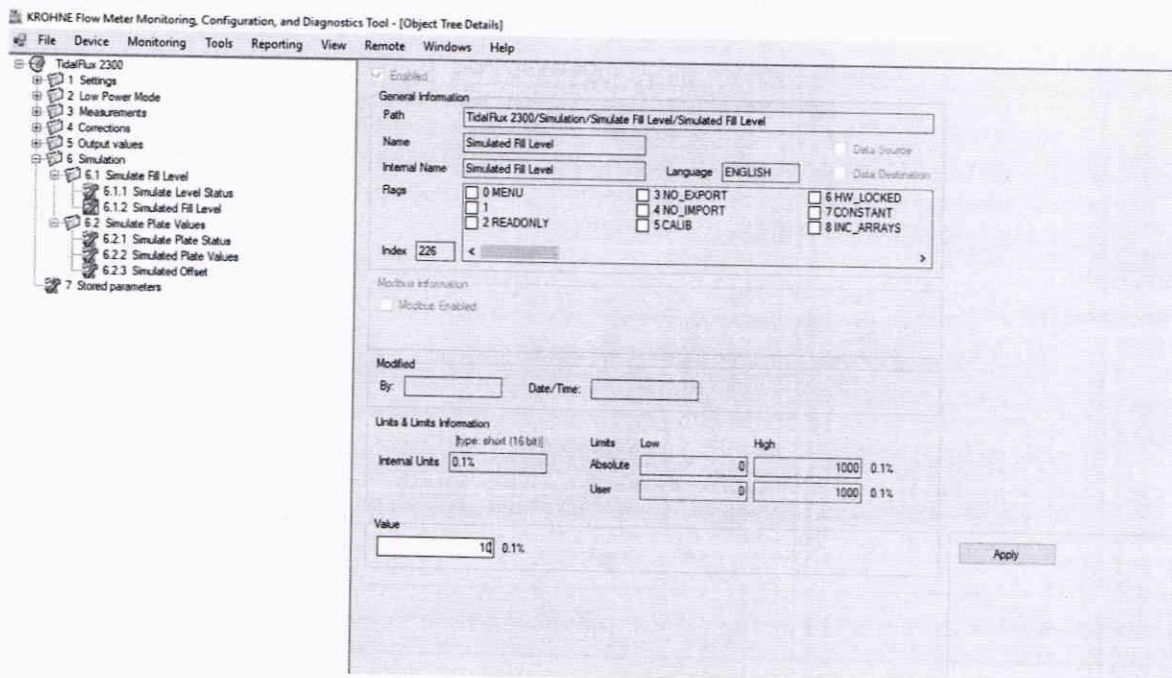 KROHNE Flow Meter Monitoring, Configuration, and Diagnostics Tool - [Object Tree Details]
File Device Monitoring Tools Reporting View Remote Windows Help
TidalFlux 2300
1 Settings
2 Low Power Mode
3 Measurements
4 Corrections
5 Output values
6 Simulation
6.1 Simulate Fill Level
6.1.1 Simulate Level Status
6.1.2 Simulated Fill Level
6.2 Simulate Plate Values
6.2.1 Simulate Plate Status
6.2.2 Simulated Plate Values
6.2.3 Simulated Offset
7 Stored parameters
Enabled
General Information
Path TidalFlux 2300/Simulation/Simulate Fill Level/Simulated Fill Level
Name Simulated Fill Level Data Source
Internal Name Simulated Fill Level Language ENGLISH Data Destination
Flags 0 MENU 3 NO_EXPORT 6 HW_LOCKED
1 4 NO_IMPORT 7 CONSTANT
2 READONLY 5 CALIB 8 INC_ARRAYS
Index 226 < >
Modbus Information
Modbus Enabled
Modified
By: Date/Time:
Units & Limits Information
[type: short (16 bit)] Limits Low High
Internal Units 0.1% Absolute 0 1000 0.1%
User 0 1000 0.1%
Value
10 0.1% Apply